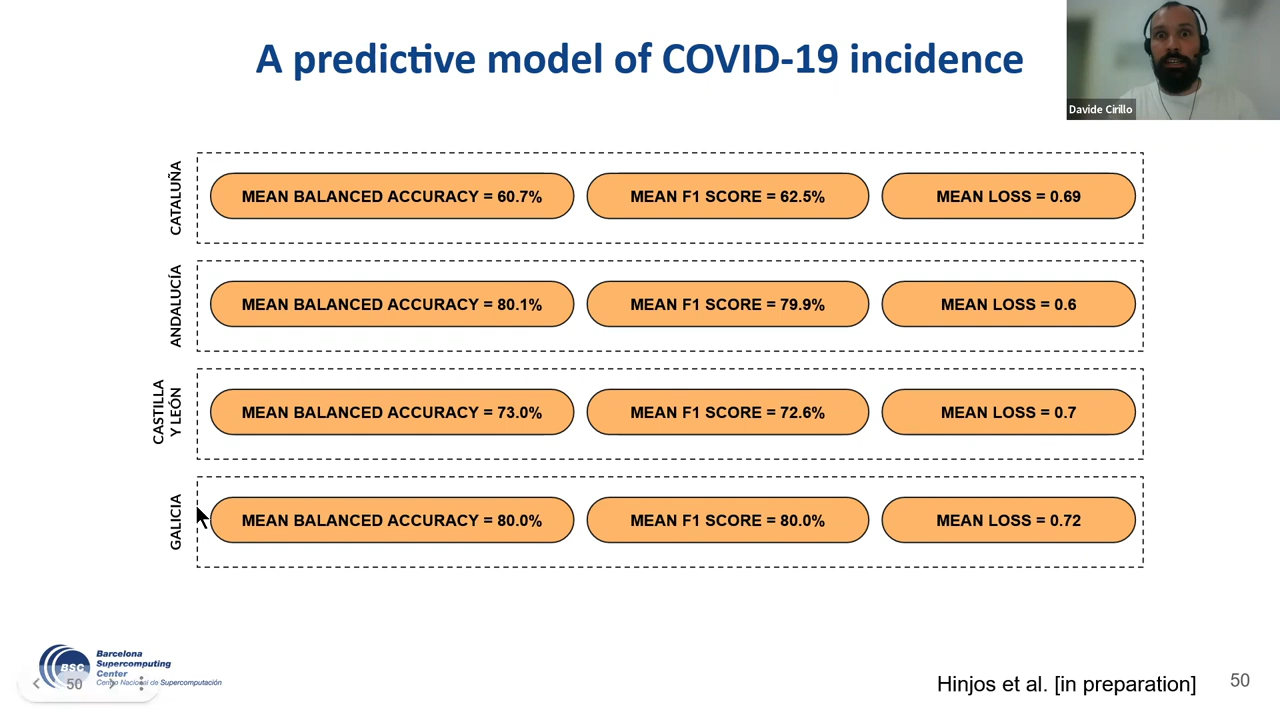 A predictive model of COVID-19 incidence
Davide Cirillo
CATALUÑA
MEAN BALANCED ACCURACY = 60.7%
MEAN F1 SCORE = 62.5%
MEAN LOSS = 0.69
ANDALUCÍA
MEAN BALANCED ACCURACY = 80.1%
MEAN F1 SCORE = 79.9%
MEAN LOSS = 0.6
CASTILLA
Y LEÓN
MEAN BALANCED ACCURACY = 73.0%
MEAN F1 SCORE = 72.6%
MEAN LOSS = 0.7
GALICIA
MEAN BALANCED ACCURACY = 80.0%
MEAN F1 SCORE = 80.0%
MEAN LOSS = 0.72
BSC
Barcelona
Supercomputing
Center
Centro Nacional de Supercomputación
50
Hinjos et al. [in preparation]
50